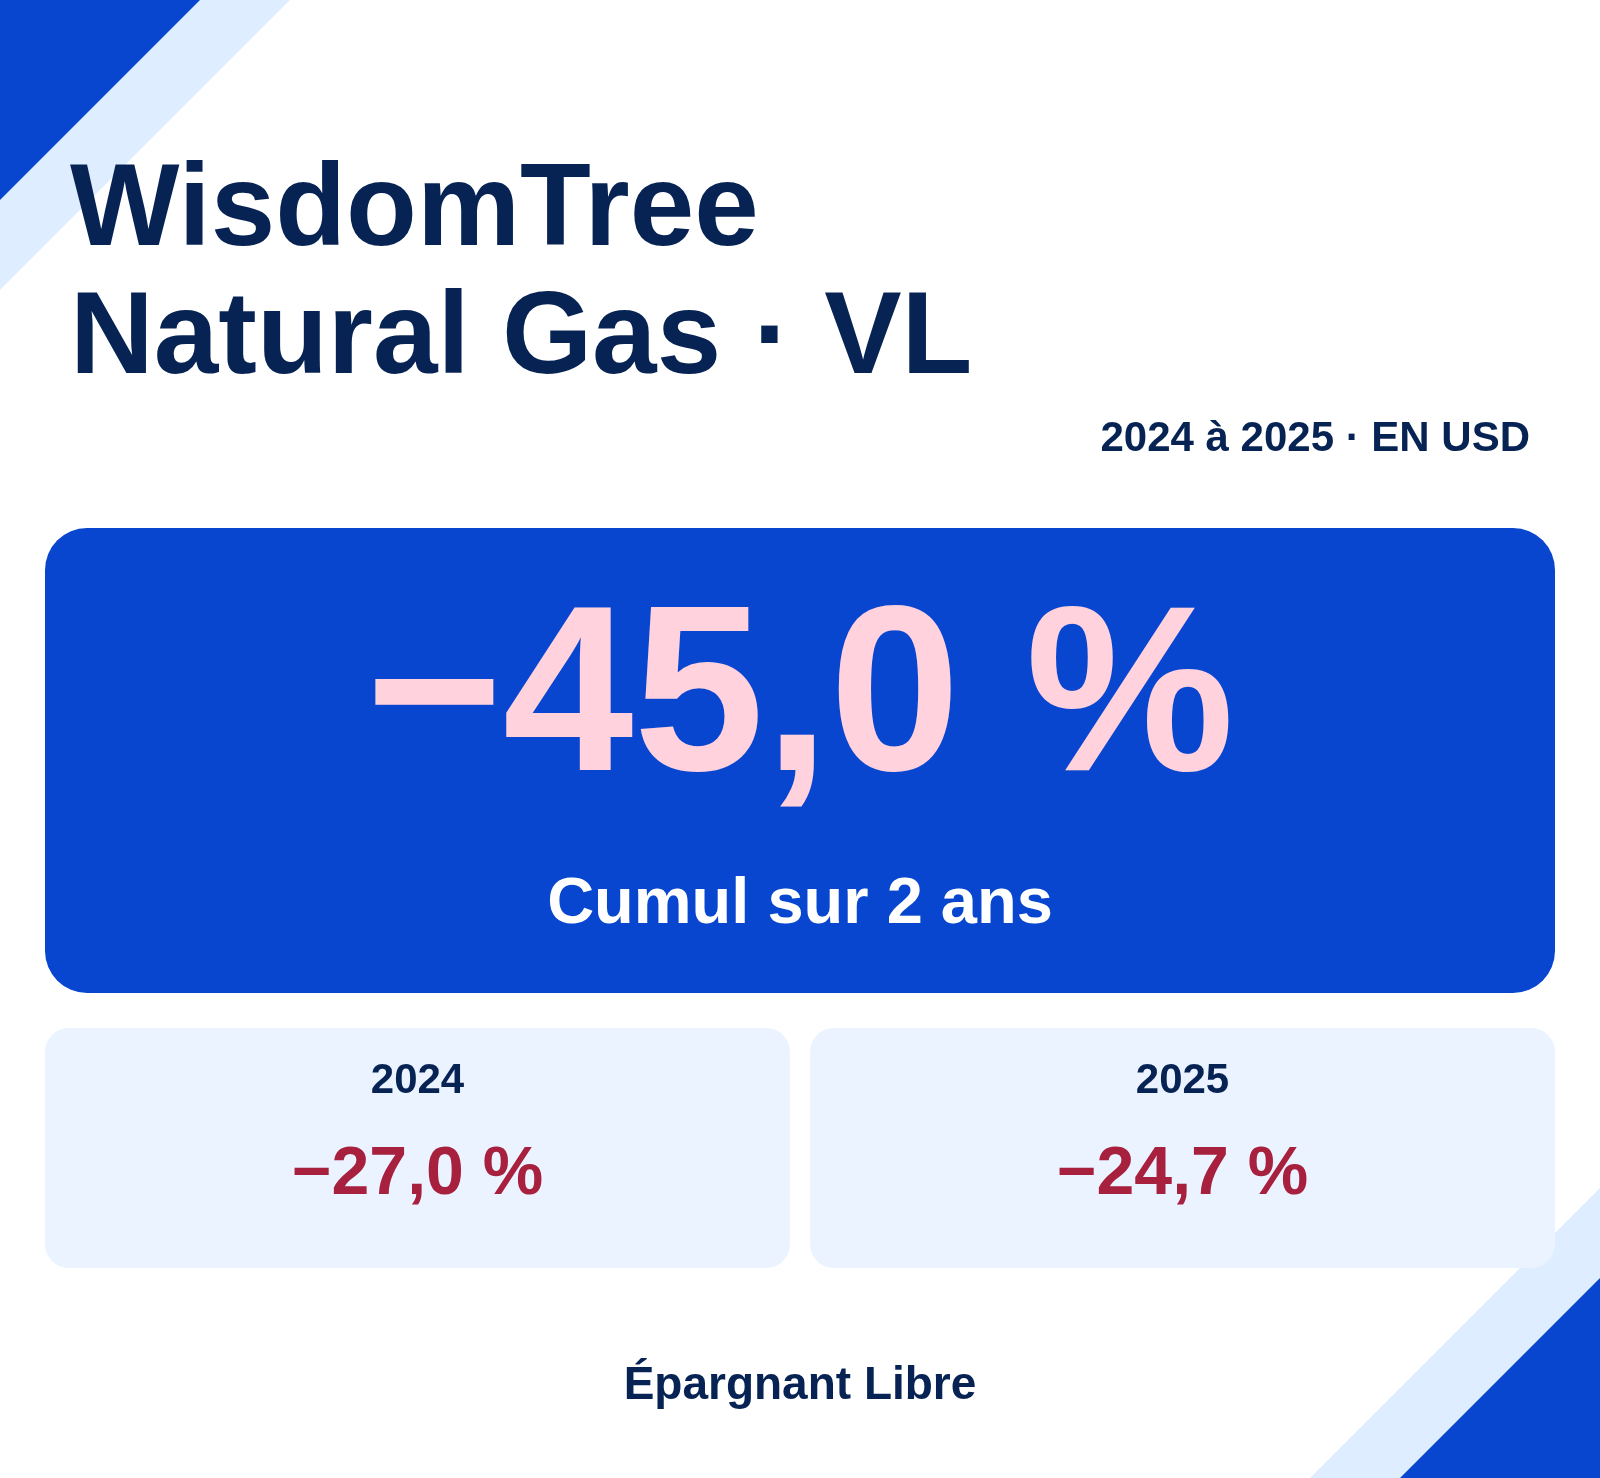 WisdomTree
Natural Gas · VL
2024 à 2025 · EN USD
−45,0 %
Cumul sur 2 ans
2024
−27,0 %
2025
−24,7 %
Épargnant Libre